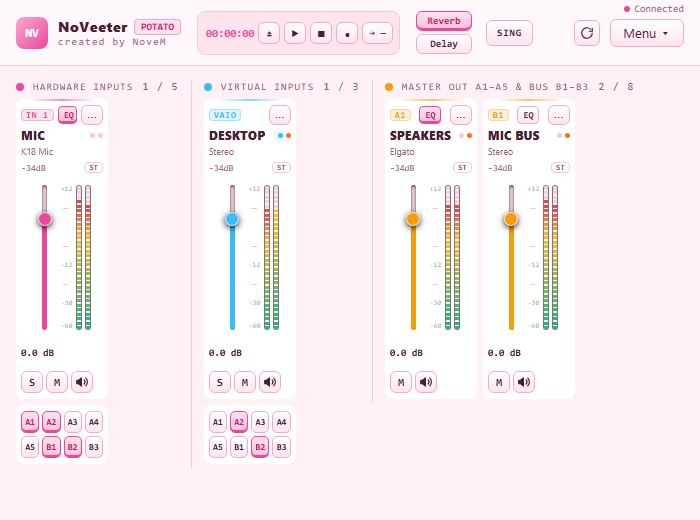 NV
NoVeeter POTATO
created by NoveM
00:00:00
Reverb
Delay
SING
Connected
Menu
HARDWARE INPUTS 1 / 5
IN 1 EQ ...
MIC
K18 Mic
-34dB ST
+12
-12
-30
-60
0.0 dB
S M
A1 A2 A3 A4
A5 B1 B2 B3
VIRTUAL INPUTS 1 / 3
VAIO ...
DESKTOP
Stereo
-34dB ST
+12
-12
-30
-60
0.0 dB
S M
A1 A2 A3 A4
A5 B1 B2 B3
MASTER OUT A1-A5 & BUS B1-B3 2 / 8
A1 EQ ...
SPEAKERS
Elgato
-34dB ST
+12
-12
-30
-60
0.0 dB
M
B1 EQ ...
MIC BUS
Stereo
-34dB ST
+12
-12
-30
-60
0.0 dB
M